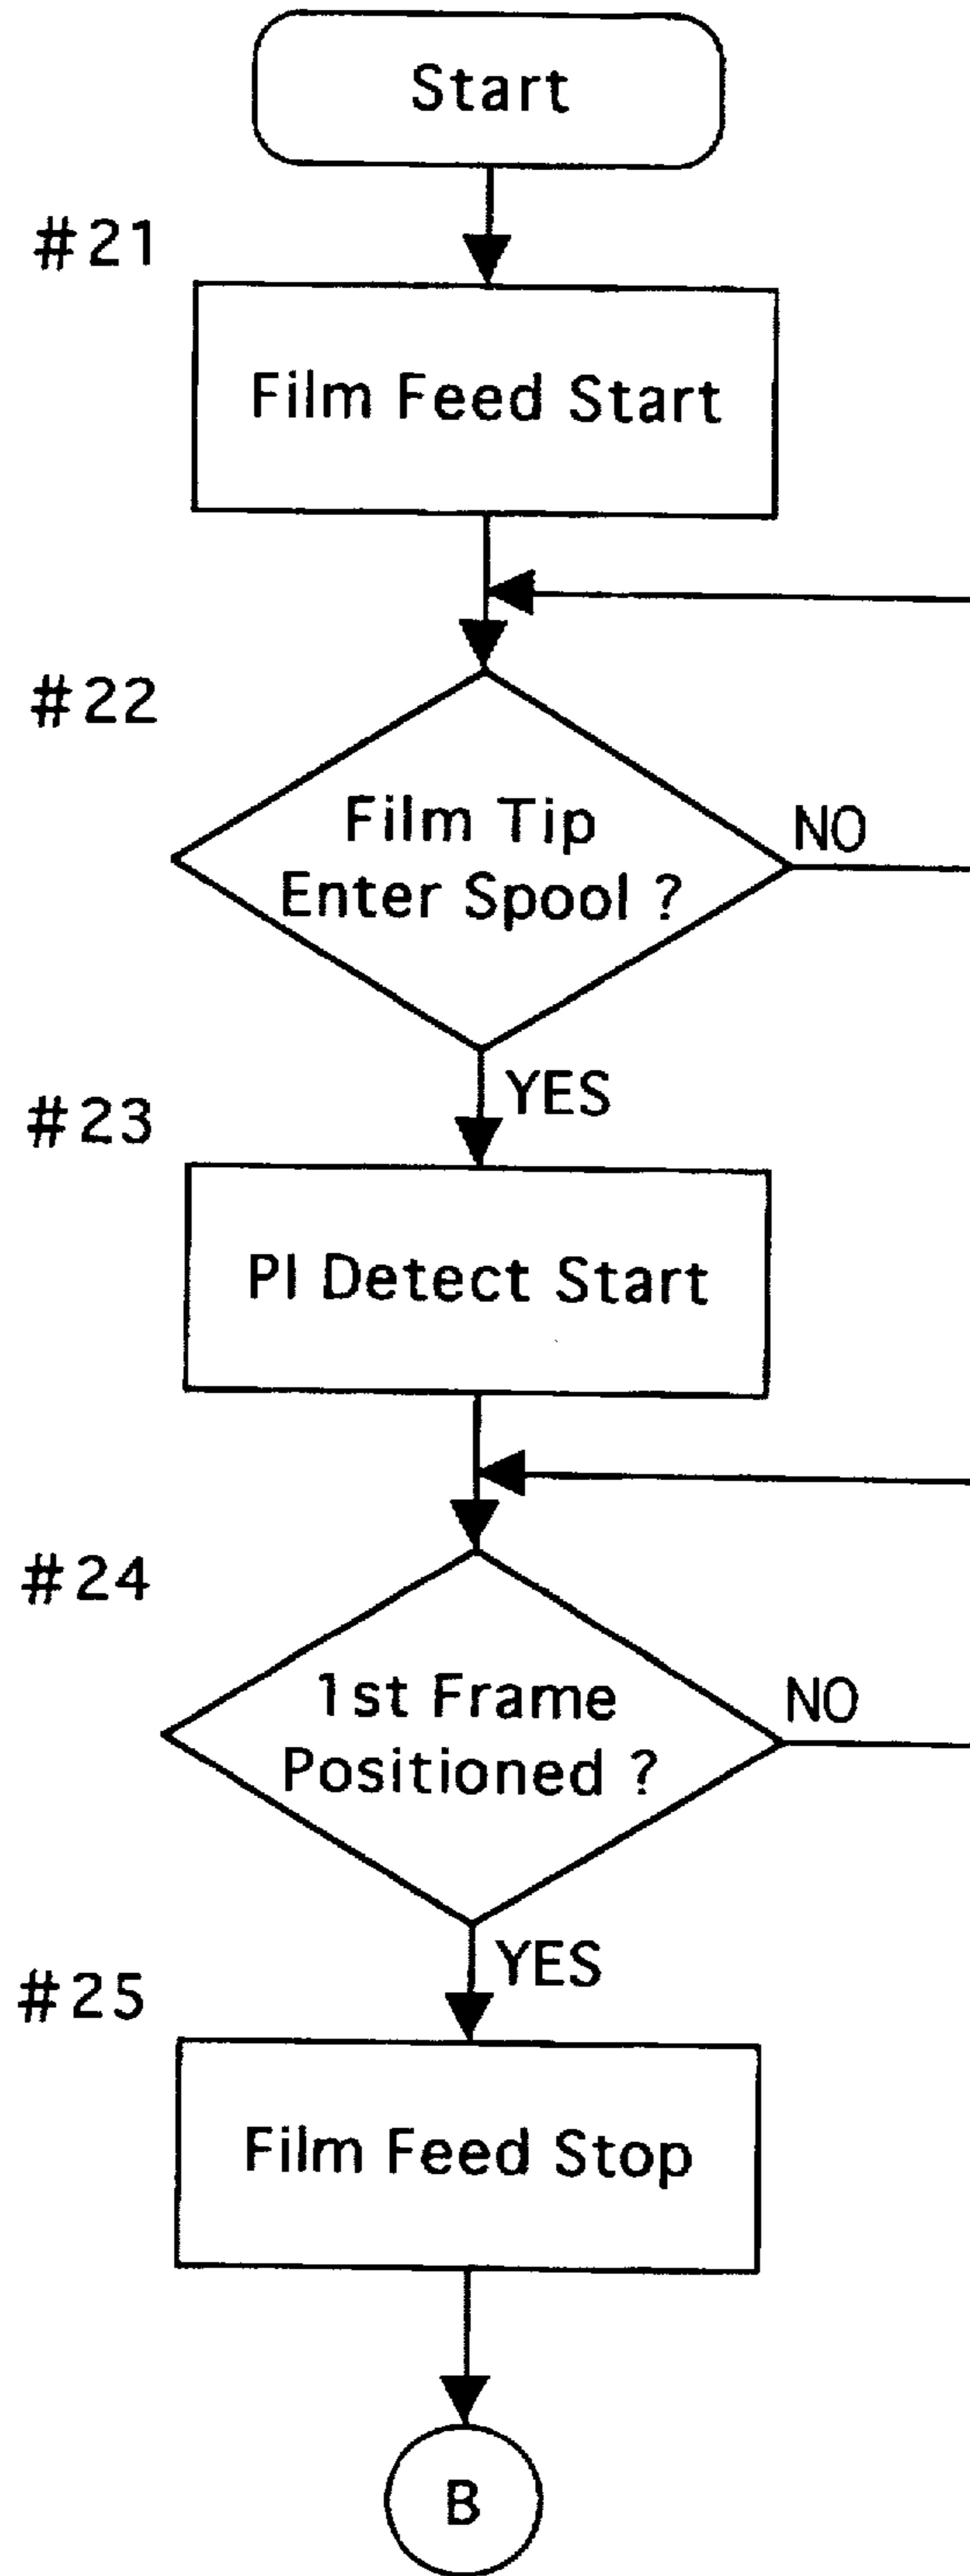 Start
#21
Film Feed Start
#22
Film Tip
Enter Spool ?
NO
YES
#23
PI Detect Start
#24
1st Frame
Positioned ?
NO
YES
#25
Film Feed Stop
B